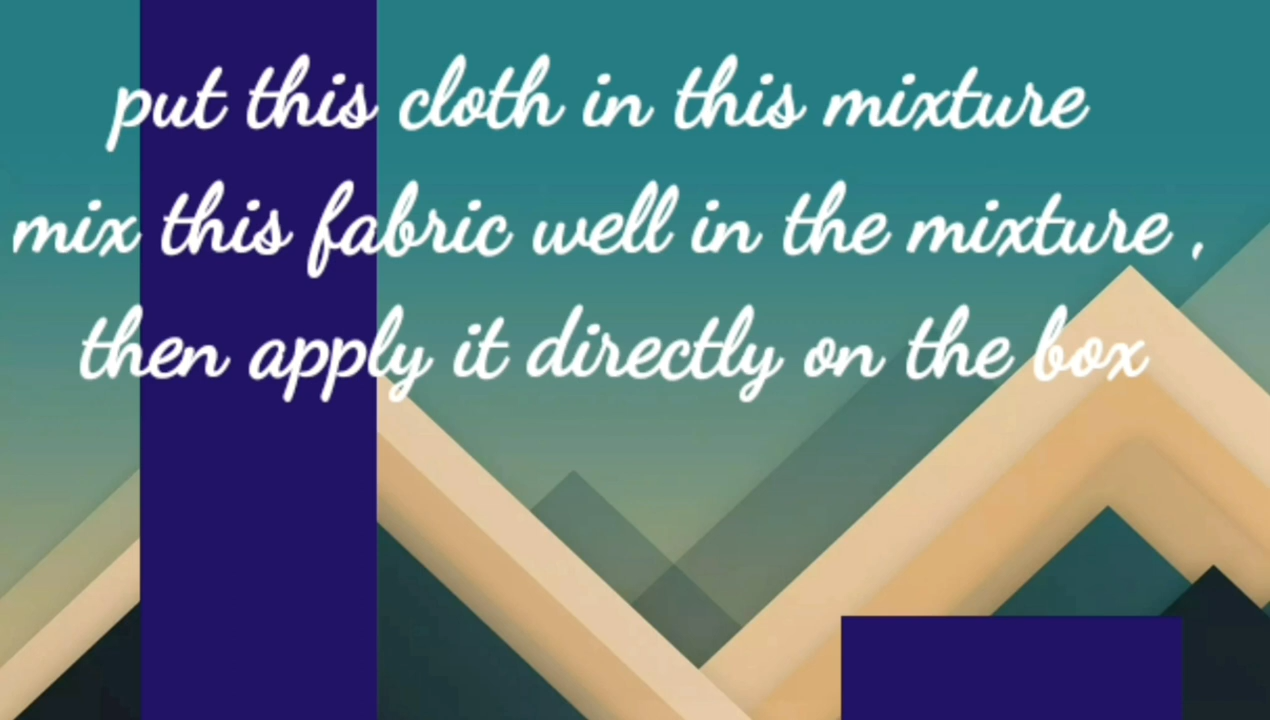 put this cloth in this mixture
mix this fabric well in the mixture ,
then apply it directly on the box